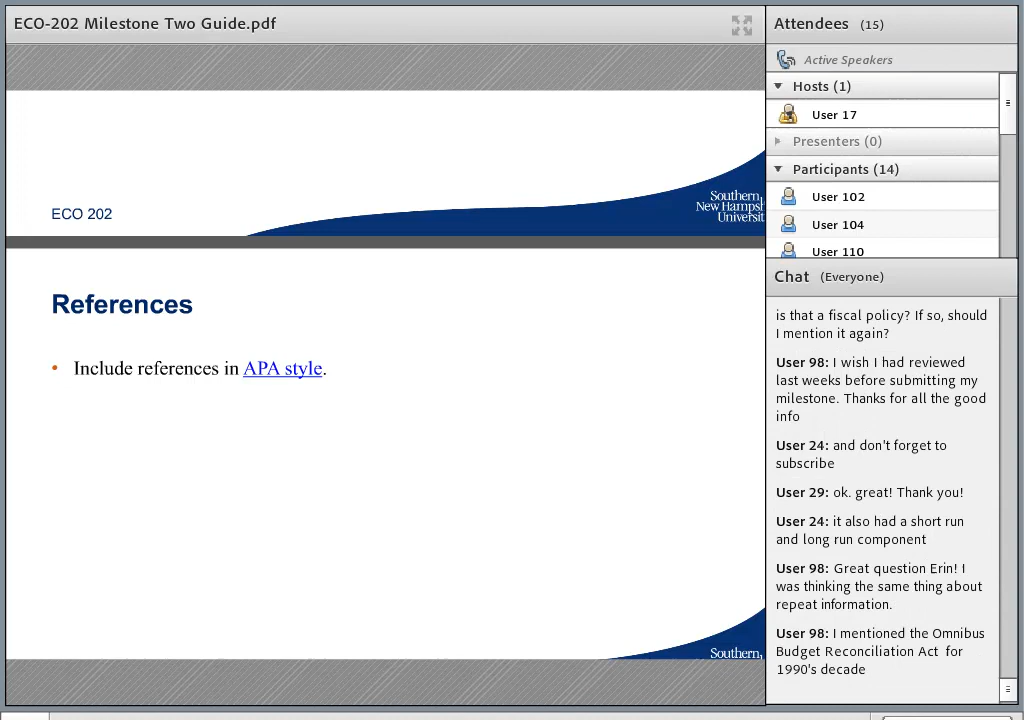 ECO-202 Milestone Two Guide.pdf
ECO 202
Southern
New Hampsh
Universit
References
• Include references in APA style.
Southern
Attendees (15)
Active Speakers
Hosts (1)
User 17
Presenters (0)
Participants (14)
User 102
User 104
User 110
Chat (Everyone)
is that a fiscal policy? If so, should
I mention it again?
User 98: I wish I had reviewed
last weeks before submitting my
milestone. Thanks for all the good
info
User 24: and don't forget to
subscribe
User 29: ok. great! Thank you!
User 24: it also had a short run
and long run component
User 98: Great question Erin! I
was thinking the same thing about
repeat information.
User 98: I mentioned the Omnibus
Budget Reconciliation Act for
1990's decade